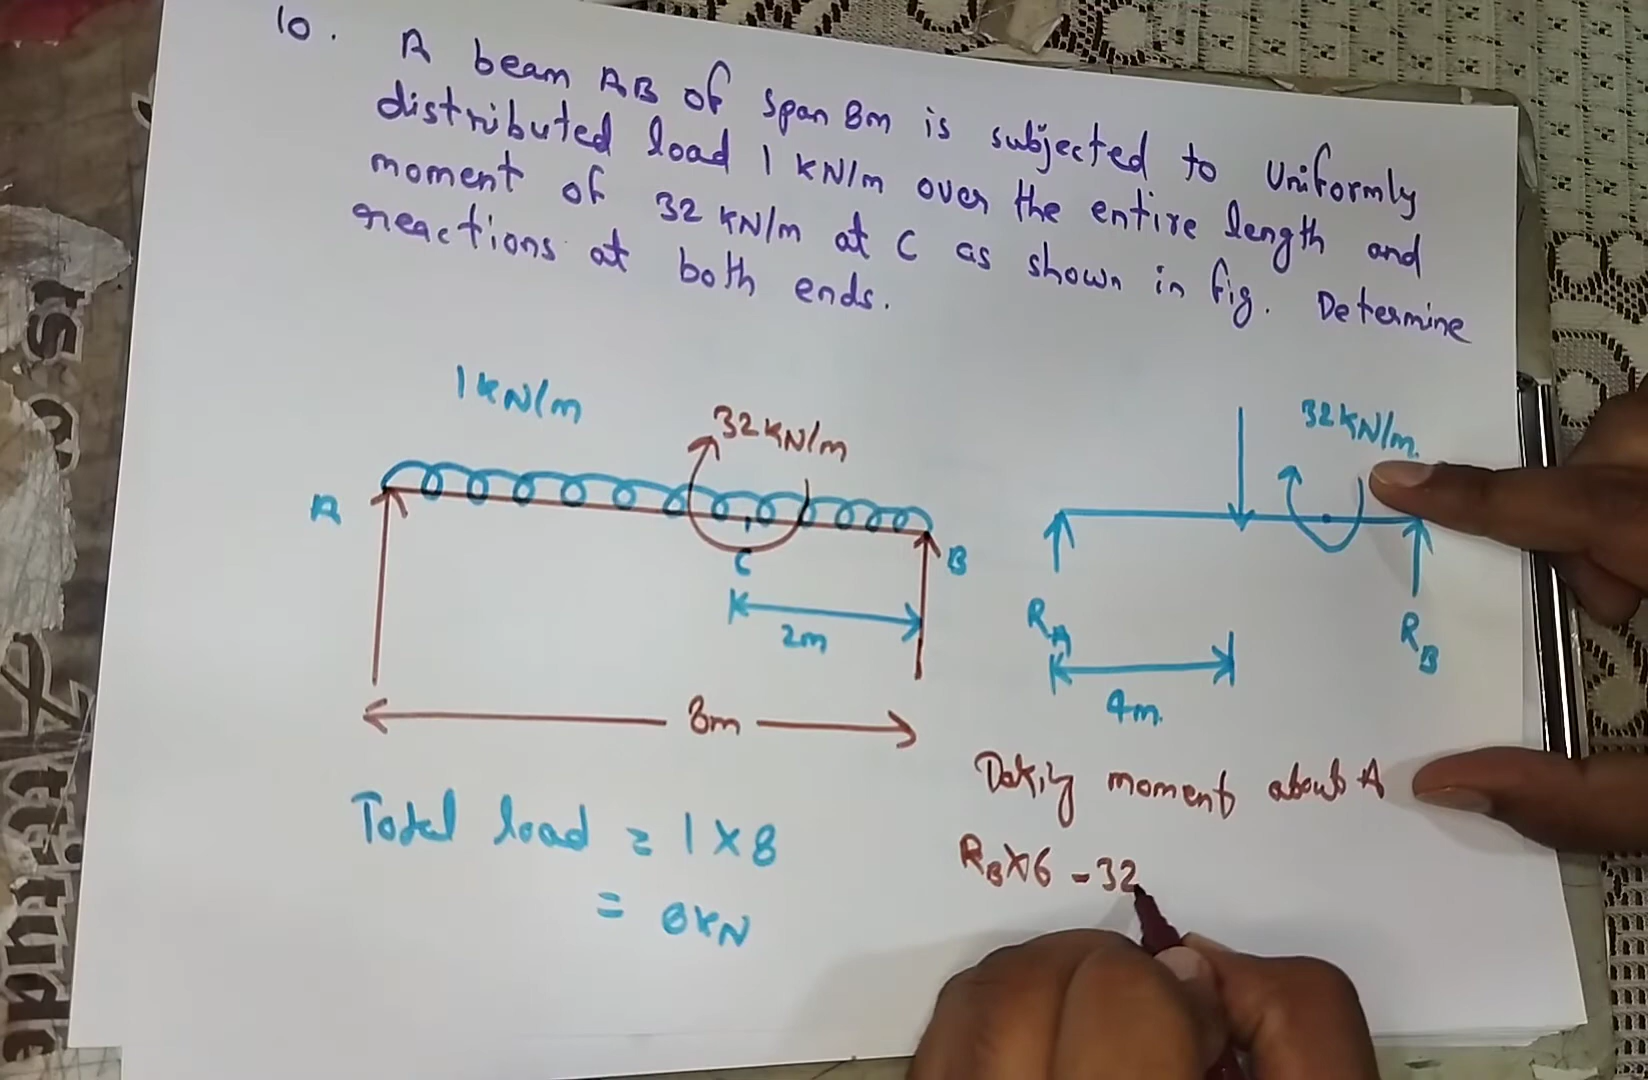 10. A beam AB of span 8m is subjected to Uniformly
distributed load 1 KN/m over the entire length and
moment of 32 KN/m at C as shown in fig. Determine
reactions at both ends.
1KN/m
32KN/m
A
C
B
2m
8m
32KN/m.
RA
RB
4m.
Total load = 1 X 8
= 8KN
Taking moment about A
RBX6 - 32